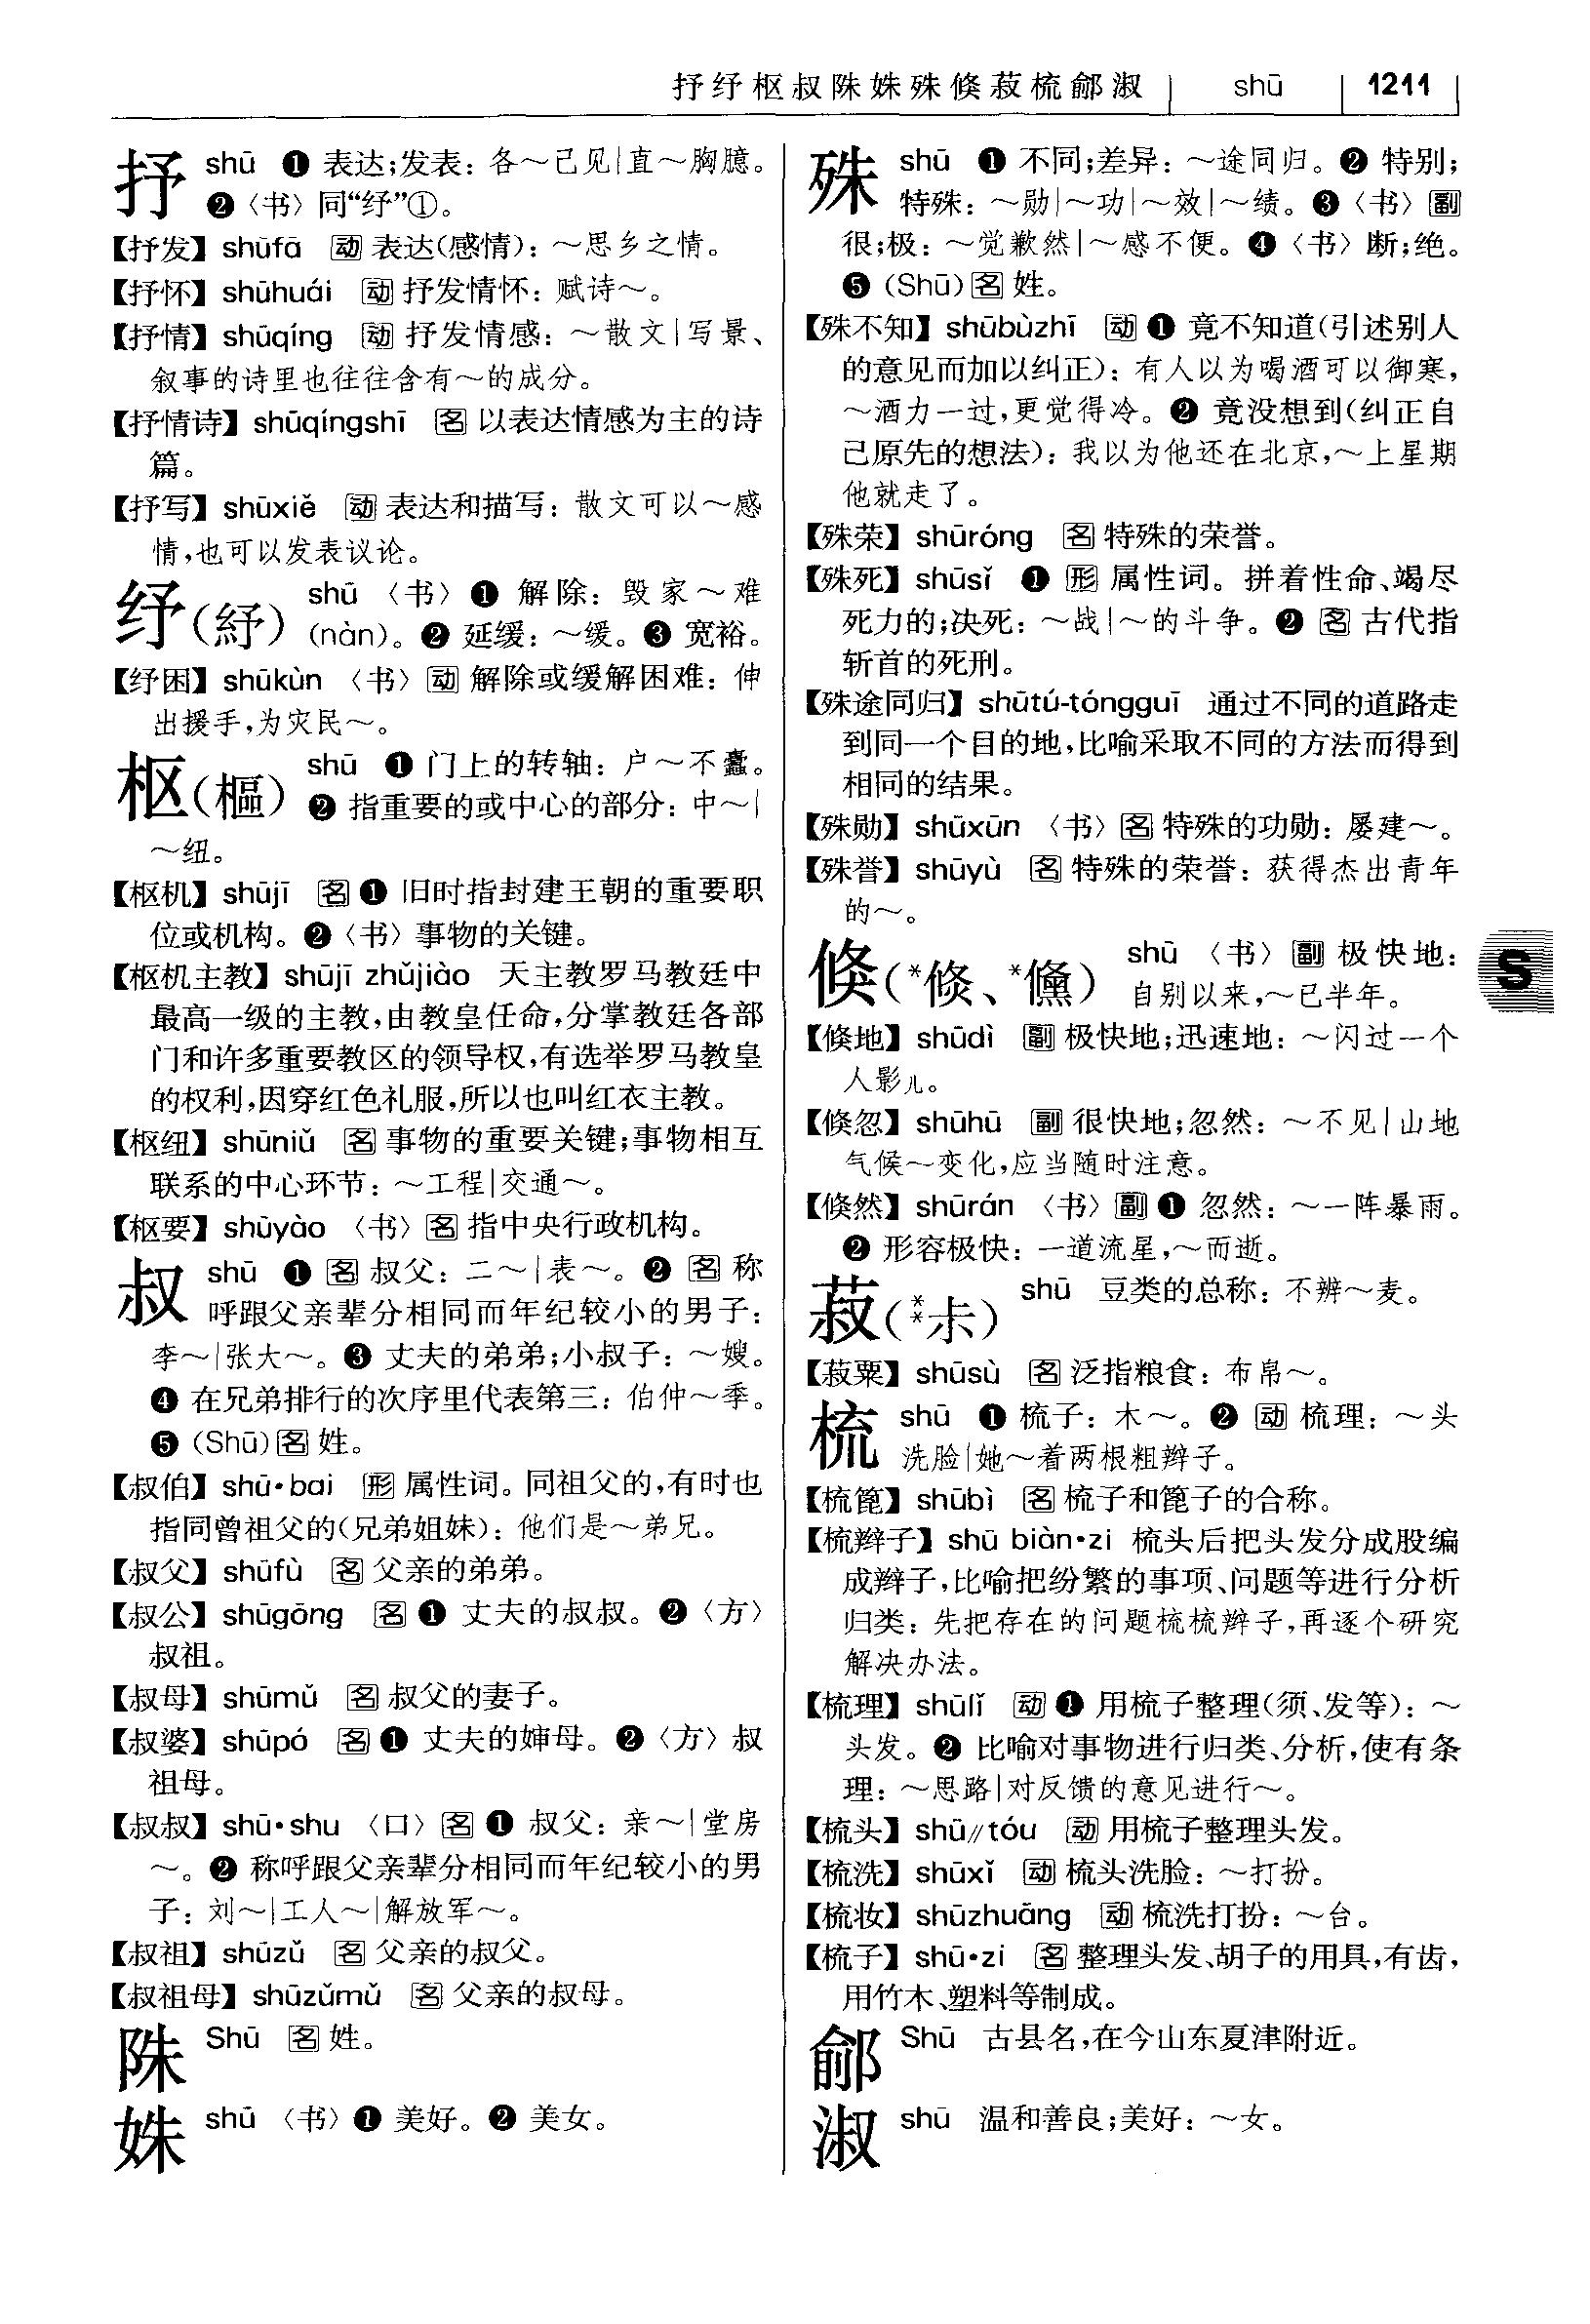 抒纾枢叔陎姝殊倏菽梳鄃淑 shū 1211
抒 shū ❶ 表达;发表：各～己见|直～胸臆。
❷〈书〉同“纾”①。
【抒发】shūfā 动 表达(感情)：～思乡之情。
【抒怀】shūhuái 动 抒发情怀：赋诗～。
【抒情】shūqíng 动 抒发情感：～散文|写景、
叙事的诗里也往往含有～的成分。
【抒情诗】shūqíngshī 名 以表达情感为主的诗
篇。
【抒写】shūxiě 动 表达和描写：散文可以～感
情,也可以发表议论。
纾(紓) shū 〈书〉❶ 解除：毁家～难
(nàn)。❷ 延缓：～缓。❸ 宽裕。
【纾困】shūkùn 〈书〉动 解除或缓解困难：伸
出援手,为灾民～。
枢(樞) shū ❶ 门上的转轴：户～不蠹。
❷ 指重要的或中心的部分：中～|
～纽。
【枢机】shūjī 名 ❶ 旧时指封建王朝的重要职
位或机构。❷〈书〉事物的关键。
【枢机主教】shūjī zhǔjiào 天主教罗马教廷中
最高一级的主教,由教皇任命,分掌教廷各部
门和许多重要教区的领导权,有选举罗马教皇
的权利,因穿红色礼服,所以也叫红衣主教。
【枢纽】shūniǔ 名 事物的重要关键;事物相互
联系的中心环节：～工程|交通～。
【枢要】shūyào 〈书〉名 指中央行政机构。
叔 shū ❶ 名 叔父：二～|表～。❷ 名 称
呼跟父亲辈分相同而年纪较小的男子：
李～|张大～。❸ 丈夫的弟弟;小叔子：～嫂。
❹ 在兄弟排行的次序里代表第三：伯仲～季。
❺ (Shū)名 姓。
【叔伯】shū·bai 形 属性词。同祖父的,有时也
指同曾祖父的(兄弟姐妹)：他们是～弟兄。
【叔父】shūfù 名 父亲的弟弟。
【叔公】shūgōng 名 ❶ 丈夫的叔叔。❷〈方〉
叔祖。
【叔母】shūmǔ 名 叔父的妻子。
【叔婆】shūpó 名 ❶ 丈夫的婶母。❷〈方〉叔
祖母。
【叔叔】shū·shu 〈口〉名 ❶ 叔父：亲～|堂房
～。❷ 称呼跟父亲辈分相同而年纪较小的男
子：刘～|工人～|解放军～。
【叔祖】shūzǔ 名 父亲的叔父。
【叔祖母】shūzǔmǔ 名 父亲的叔母。
陎 Shū 名 姓。
姝 shū 〈书〉❶ 美好。❷ 美女。
殊 shū ❶ 不同;差异：～途同归。❷ 特别;
特殊：～勋|～功|～效|～绩。❸〈书〉副
很;极：～觉歉然|～感不便。❹〈书〉断;绝。
❺ (Shū)名 姓。
【殊不知】shūbùzhī 动 ❶ 竟不知道(引述别人
的意见而加以纠正)：有人以为喝酒可以御寒,
～酒力一过,更觉得冷。❷ 竟没想到(纠正自
己原先的想法)：我以为他还在北京,～上星期
他就走了。
【殊荣】shūróng 名 特殊的荣誉。
【殊死】shūsǐ ❶ 形 属性词。拼着性命、竭尽
死力的;决死：～战|～的斗争。❷ 名 古代指
斩首的死刑。
【殊途同归】shūtú-tóngguī 通过不同的道路走
到同一个目的地,比喻采取不同的方法而得到
相同的结果。
【殊勋】shūxūn 〈书〉名 特殊的功勋：屡建～。
【殊誉】shūyù 名 特殊的荣誉：获得杰出青年
的～。
倏(*倐、*儵) shū 〈书〉副 极快地：
自别以来,～已半年。
【倏地】shūdì 副 极快地;迅速地：～闪过一个
人影儿。
【倏忽】shūhū 副 很快地;忽然：～不见|山地
气候～变化,应当随时注意。
【倏然】shūrán 〈书〉副 ❶ 忽然：～一阵暴雨。
❷ 形容极快：一道流星,～而逝。
菽(**尗) shū 豆类的总称：不辨～麦。
【菽粟】shūsù 名 泛指粮食：布帛～。
梳 shū ❶ 梳子：木～。❷ 动 梳理：～头
洗脸|她～着两根粗辫子。
【梳篦】shūbì 名 梳子和篦子的合称。
【梳辫子】shū biàn·zi 梳头后把头发分成股编
成辫子,比喻把纷繁的事项、问题等进行分析
归类：先把存在的问题梳梳辫子,再逐个研究
解决办法。
【梳理】shūlǐ 动 ❶ 用梳子整理(须、发等)：～
头发。❷ 比喻对事物进行归类、分析,使有条
理：～思路|对反馈的意见进行～。
【梳头】shū∥tóu 动 用梳子整理头发。
【梳洗】shūxǐ 动 梳头洗脸：～打扮。
【梳妆】shūzhuāng 动 梳洗打扮：～台。
【梳子】shū·zi 名 整理头发、胡子的用具,有齿,
用竹木、塑料等制成。
鄃 Shū 古县名,在今山东夏津附近。
淑 shū 温和善良;美好：～女。
S